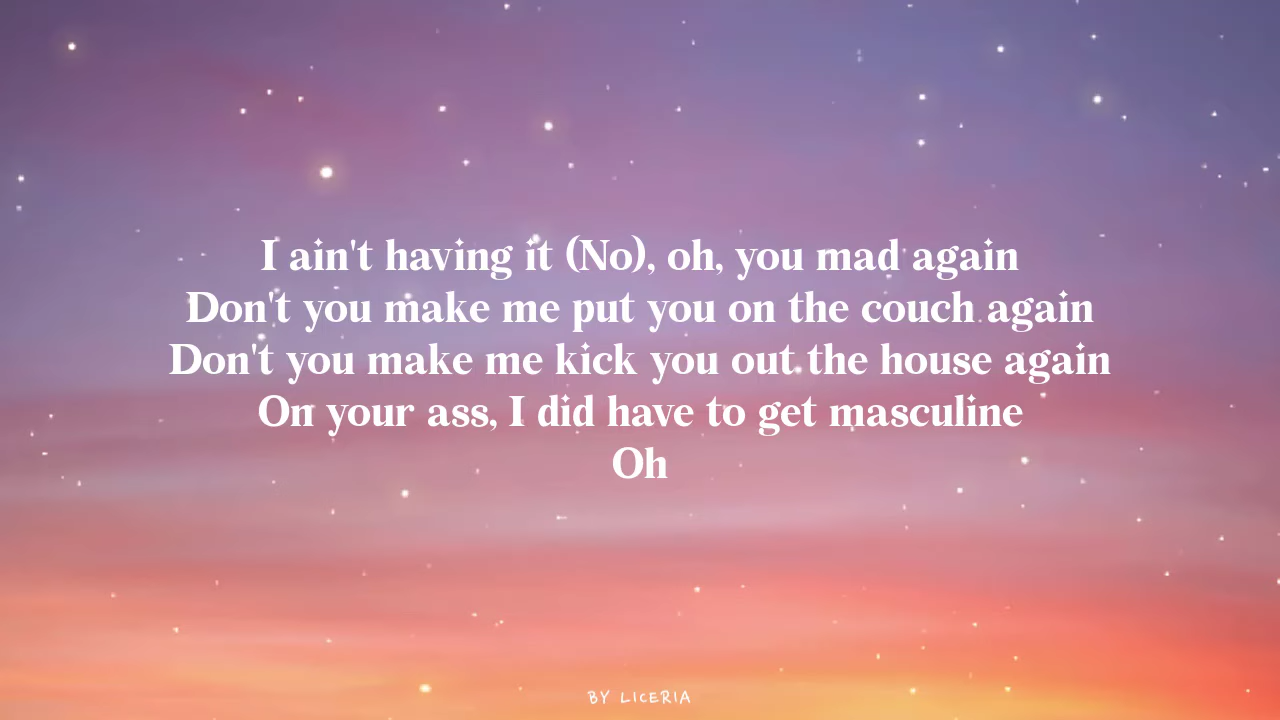 I ain't having it (No), oh, you mad again
Don't you make me put you on the couch again
Don't you make me kick you out the house again
On your ass, I did have to get masculine
Oh
BY LICERIA